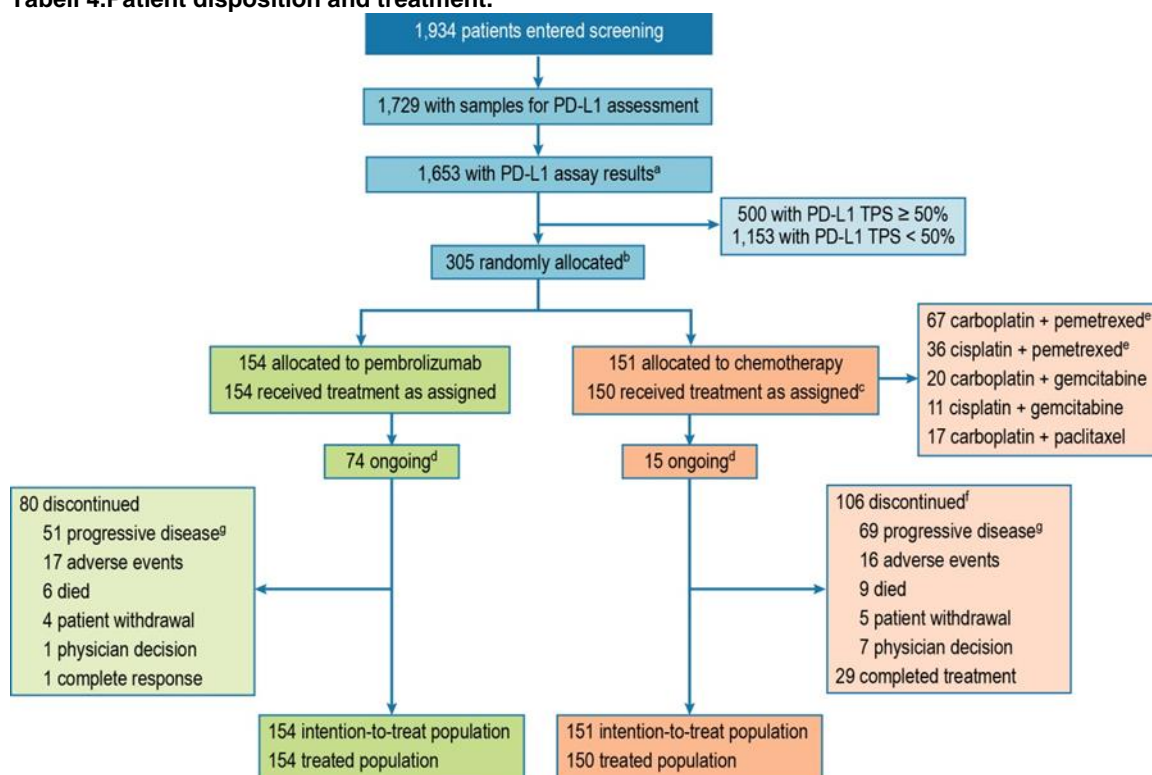 Tabell 4.Patient disposition and treatment.
1,934 patients entered screening
1,729 with samples for PD-L1 assessment
1,653 with PD-L1 assay resultsᵃ
500 with PD-L1 TPS ≥ 50%
1,153 with PD-L1 TPS < 50%
305 randomly allocatedᵇ
154 allocated to pembrolizumab
154 received treatment as assigned
151 allocated to chemotherapy
150 received treatment as assignedᶜ
67 carboplatin + pemetrexedᵉ
36 cisplatin + pemetrexedᵉ
20 carboplatin + gemcitabine
11 cisplatin + gemcitabine
17 carboplatin + paclitaxel
74 ongoingᵈ
15 ongoingᵈ
80 discontinued
51 progressive diseaseᵍ
17 adverse events
6 died
4 patient withdrawal
1 physician decision
1 complete response
106 discontinuedᶠ
69 progressive diseaseᵍ
16 adverse events
9 died
5 patient withdrawal
7 physician decision
29 completed treatment
154 intention-to-treat population
154 treated population
151 intention-to-treat population
150 treated population